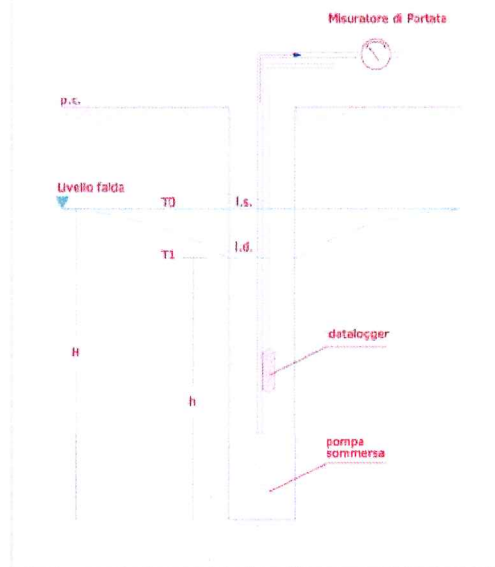 Misuratore di Portata
p.c.
Livello falda
T0
l.s.
l.d.
T1
datalogger
H
h
pompa
sommersa